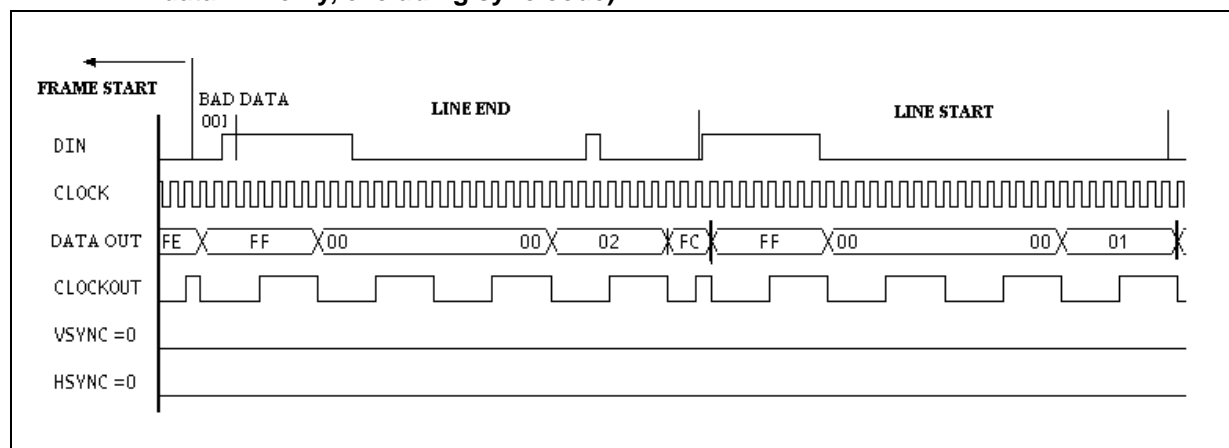 FRAME START
BAD DATA
001
LINE END
LINE START
DIN
CLOCK
DATA OUT FE FF 00 00 02 FC FF 00 00 01
CLOCKOUT
VSYNC =0
HSYNC =0